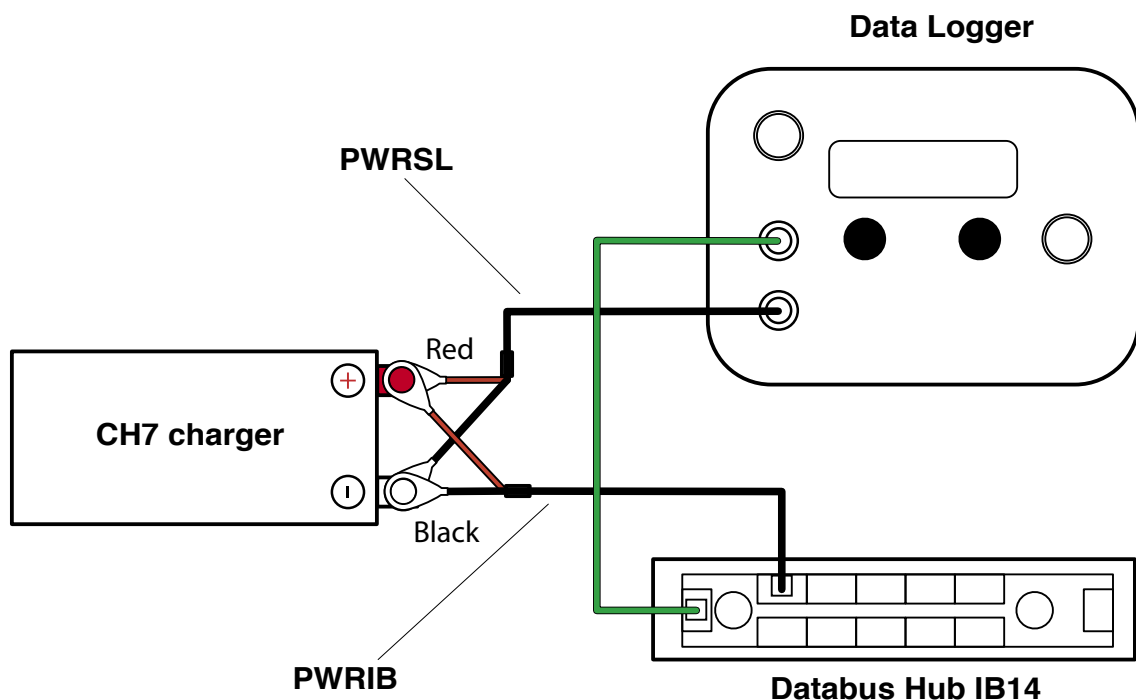 Data Logger
PWRSL
Red
+
CH7 charger
-
Black
PWRIB
Databus Hub IB14